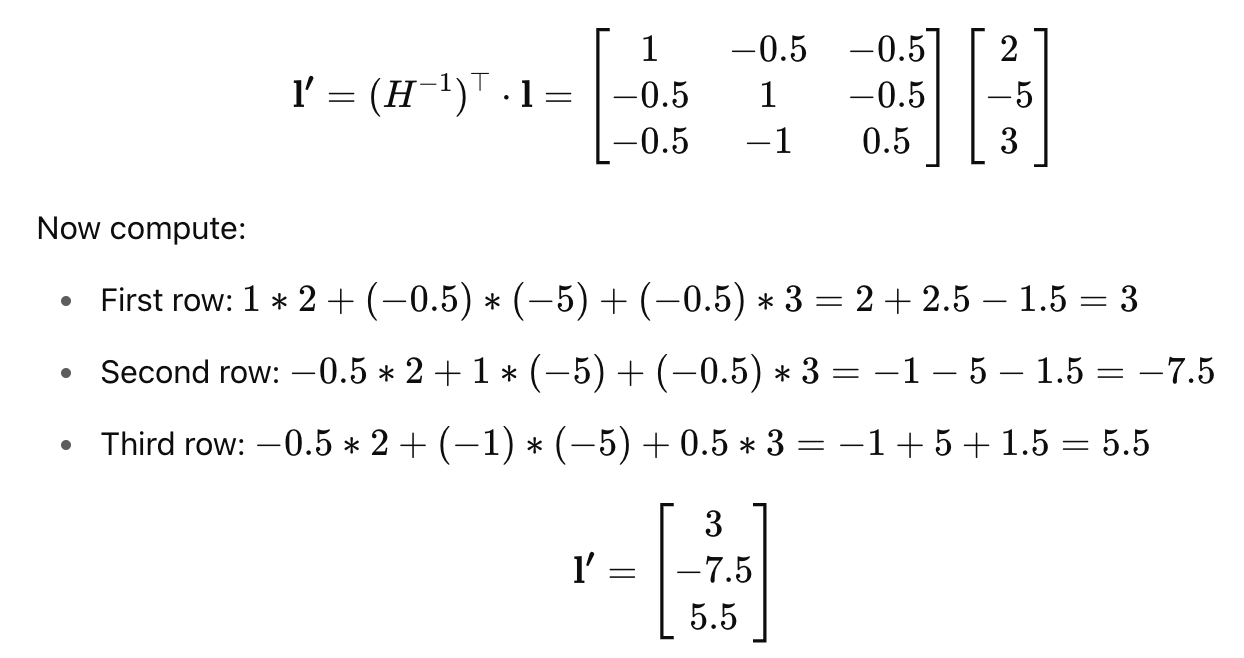 𝐥′ = (H⁻¹)^⊤ · 𝐥 = [1 −0.5 −0.5; −0.5 1 −0.5; −0.5 −1 0.5] [2; −5; 3]
Now compute:
• First row: 1 ∗ 2 + (−0.5) ∗ (−5) + (−0.5) ∗ 3 = 2 + 2.5 − 1.5 = 3
• Second row: −0.5 ∗ 2 + 1 ∗ (−5) + (−0.5) ∗ 3 = −1 − 5 − 1.5 = −7.5
• Third row: −0.5 ∗ 2 + (−1) ∗ (−5) + 0.5 ∗ 3 = −1 + 5 + 1.5 = 5.5
𝐥′ = [3; −7.5; 5.5]